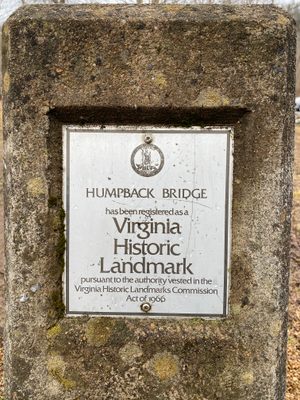 HUMPBACK BRIDGE
has been registered as a
Virginia
Historic
Landmark
pursuant to the authority vested in the
Virginia Historic Landmarks Commission
Act of 1966